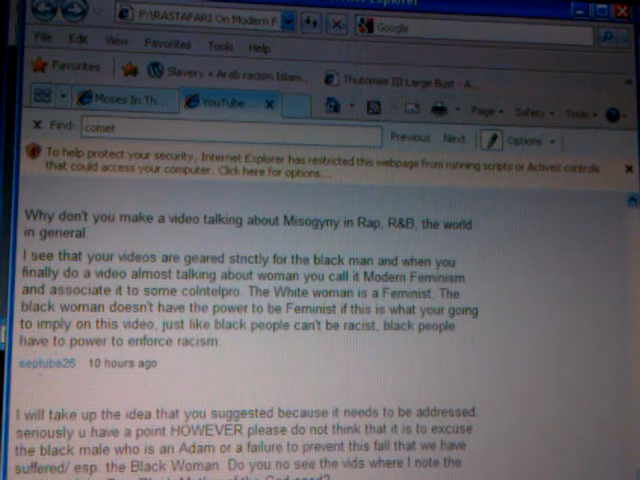 Internet Explorer
F:\RASTAFARI On Modern F
Google
File Edit View Favorites Tools Help
Favorites Slavery « Arab racism Islam... Thutomse III Large Bust - A...
Moses In Th... YouTube... Page Safety Tools
Find: comet Previous Next Options
To help protect your security, Internet Explorer has restricted this webpage from running scripts or ActiveX controls
that could access your computer. Click here for options...
Why don't you make a video talking about Misogyny in Rap, R&B, the world
in general.
I see that your videos are geared strictly for the black man and when you
finally do a video almost talking about woman you call it Modern Feminism
and associate it to some cointelpro. The White woman is a Feminist. The
black woman doesn't have the power to be Feminist if this is what your going
to imply on this video, just like black people can't be racist, black people
have to power to enforce racism.
septube26 10 hours ago
I will take up the idea that you suggested because it needs to be addressed.
seriously u have a point HOWEVER please do not think that it is to excuse
the black male who is an Adam or a failure to prevent this fall that we have
suffered/ esp. the Black Woman. Do you no see the vids where I note the